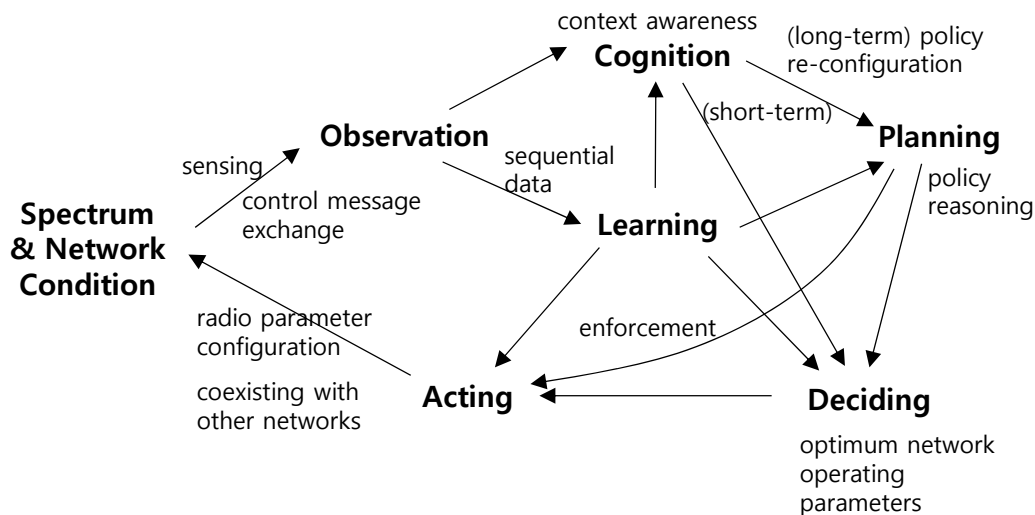 context awareness
Cognition
(long-term) policy
re-configuration
(short-term)
Observation
Planning
sensing
sequential
data
policy
reasoning
control message
exchange
Spectrum
& Network
Condition
Learning
radio parameter
configuration
enforcement
coexisting with
other networks
Acting
Deciding
optimum network
operating
parameters